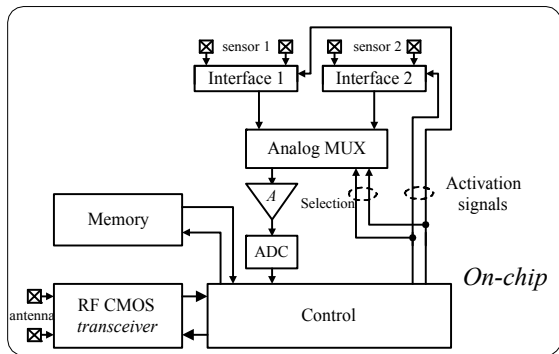 sensor 1
sensor 2
Interface 1
Interface 2
Analog MUX
A
Selection
Activation
signals
Memory
ADC
On-chip
antenna
RF CMOS
transceiver
Control